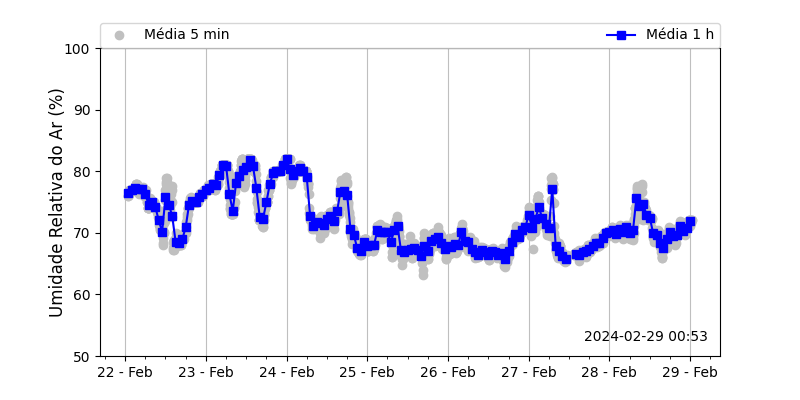 Média 5 min
Média 1 h
Umidade Relativa do Ar (%)
100
90
80
70
60
50
2024-02-29 00:53
22 - Feb
23 - Feb
24 - Feb
25 - Feb
26 - Feb
27 - Feb
28 - Feb
29 - Feb